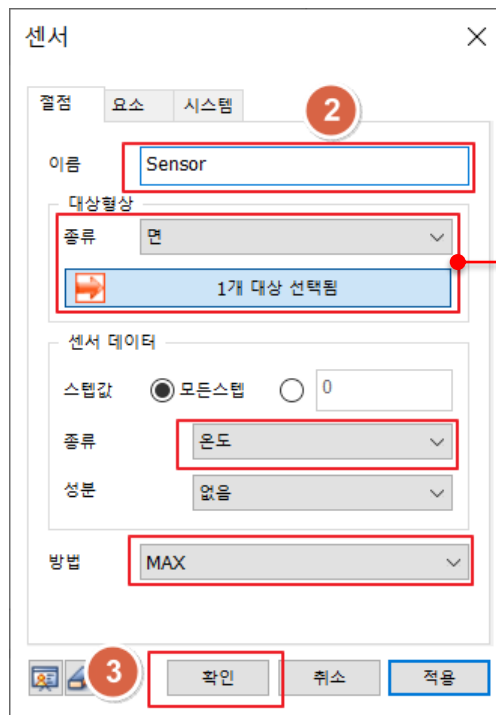 센서
절점 요소 시스템
2
이름 Sensor
대상형상
종류 면
1개 대상 선택됨
센서 데이터
스텝값 모든스텝 0
종류 온도
성분 없음
방법 MAX
3 확인 취소 적용